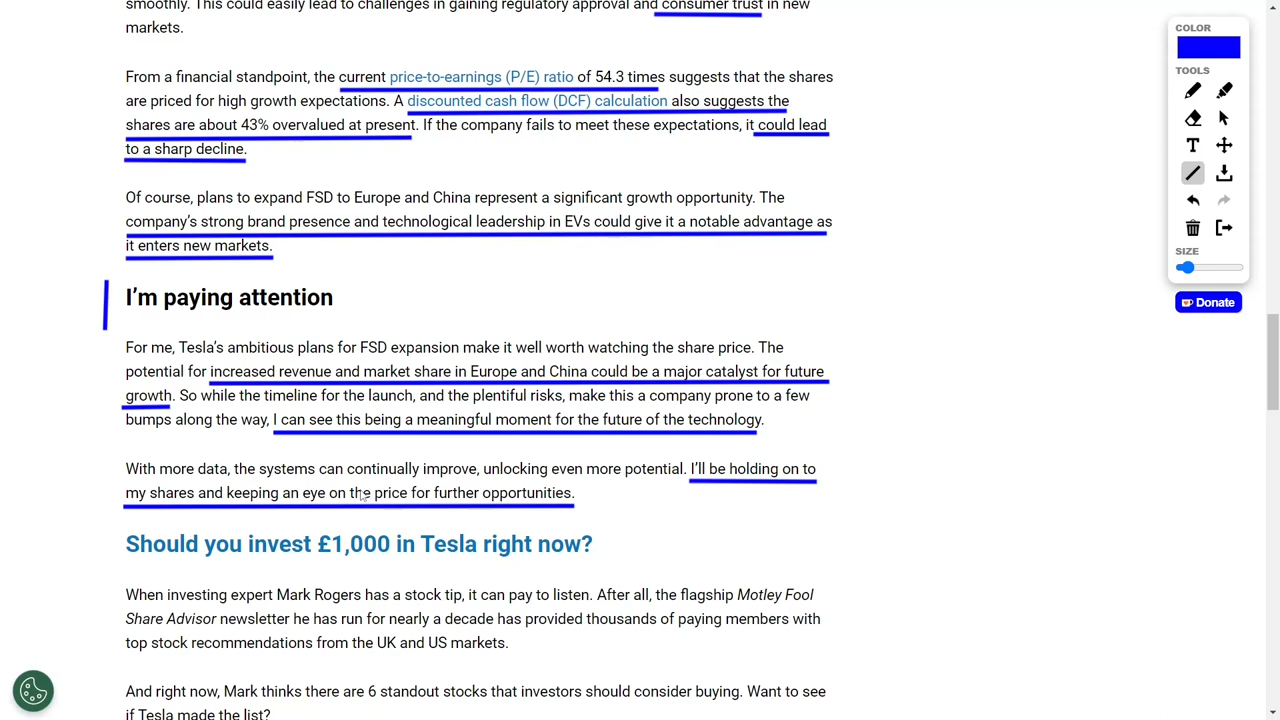 smoothly. This could easily lead to challenges in gaining regulatory approval and consumer trust in new
markets.
From a financial standpoint, the current price-to-earnings (P/E) ratio of 54.3 times suggests that the shares
are priced for high growth expectations. A discounted cash flow (DCF) calculation also suggests the
shares are about 43% overvalued at present. If the company fails to meet these expectations, it could lead
to a sharp decline.
Of course, plans to expand FSD to Europe and China represent a significant growth opportunity. The
company’s strong brand presence and technological leadership in EVs could give it a notable advantage as
it enters new markets.
I’m paying attention
For me, Tesla’s ambitious plans for FSD expansion make it well worth watching the share price. The
potential for increased revenue and market share in Europe and China could be a major catalyst for future
growth. So while the timeline for the launch, and the plentiful risks, make this a company prone to a few
bumps along the way, I can see this being a meaningful moment for the future of the technology.
With more data, the systems can continually improve, unlocking even more potential. I’ll be holding on to
my shares and keeping an eye on the price for further opportunities.
Should you invest £1,000 in Tesla right now?
When investing expert Mark Rogers has a stock tip, it can pay to listen. After all, the flagship Motley Fool
Share Advisor newsletter he has run for nearly a decade has provided thousands of paying members with
top stock recommendations from the UK and US markets.
And right now, Mark thinks there are 6 standout stocks that investors should consider buying. Want to see
if Tesla made the list?
COLOR
TOOLS
T
SIZE
Donate